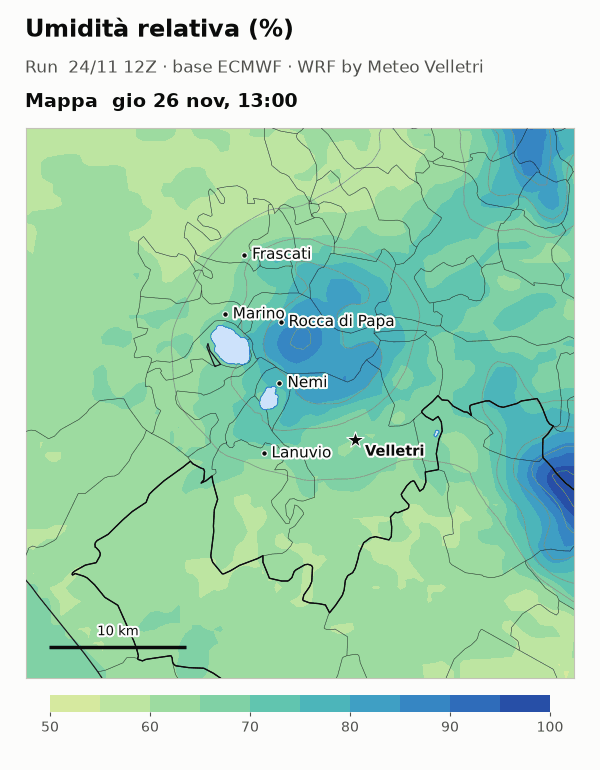 Umidità relativa (%)
Run  24/11 12Z · base ECMWF · WRF by Meteo Velletri
Mappa  gio 26 nov, 13:00
Frascati
Marino
Rocca di Papa
Nemi
Velletri
Lanuvio
10 km
50 60 70 80 90 100